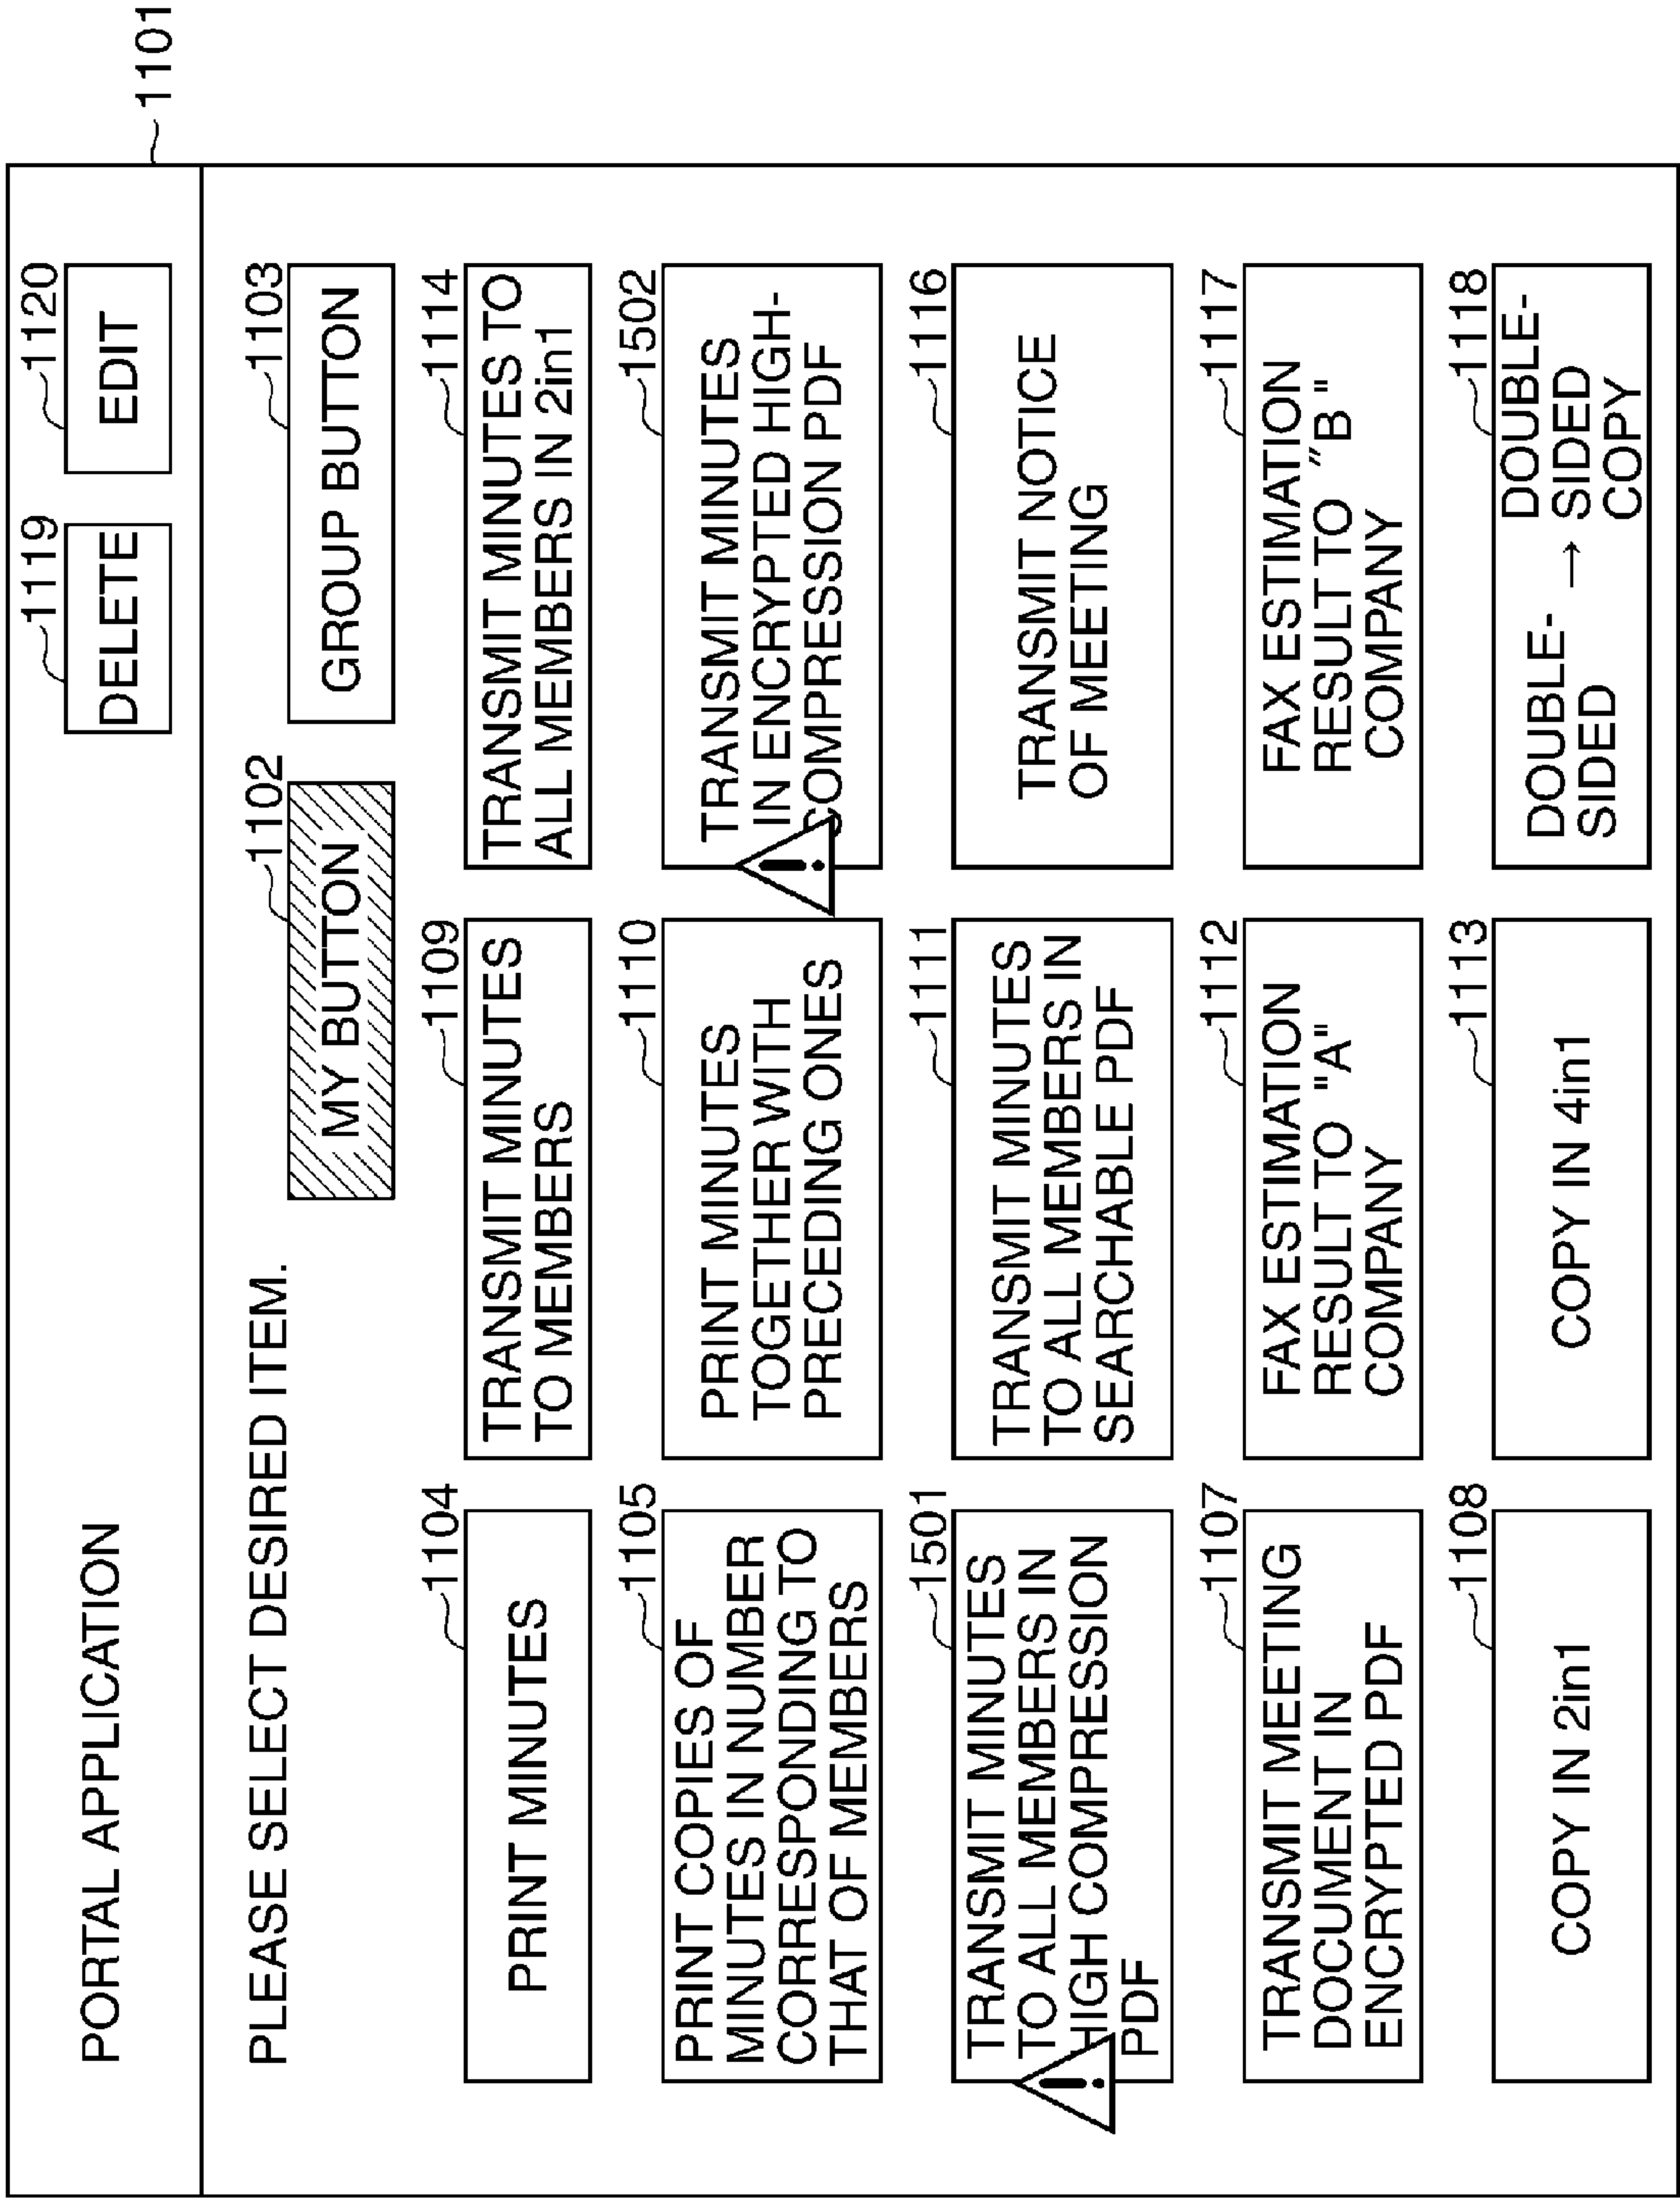 1101
PORTAL APPLICATION
1119
DELETE
1120
EDIT
PLEASE SELECT DESIRED ITEM.
1102
MY BUTTON
1103
GROUP BUTTON
1104
PRINT MINUTES
1109
TRANSMIT MINUTES
TO MEMBERS
1114
TRANSMIT MINUTES TO
ALL MEMBERS IN 2in1
1105
PRINT COPIES OF
MINUTES IN NUMBER
CORRESPONDING TO
THAT OF MEMBERS
1110
PRINT MINUTES
TOGETHER WITH
PRECEDING ONES
1502
TRANSMIT MINUTES
IN ENCRYPTED HIGH-
COMPRESSION PDF
!
1501
TRANSMIT MINUTES
TO ALL MEMBERS IN
HIGH COMPRESSION
PDF
!
1111
TRANSMIT MINUTES
TO ALL MEMBERS IN
SEARCHABLE PDF
1116
TRANSMIT NOTICE
OF MEETING
1107
TRANSMIT MEETING
DOCUMENT IN
ENCRYPTED PDF
1112
FAX ESTIMATION
RESULT TO "A"
COMPANY
1117
FAX ESTIMATION
RESULT TO "B"
COMPANY
1108
COPY IN 2in1
1113
COPY IN 4in1
1118
DOUBLE-
SIDED
→
DOUBLE-
SIDED
COPY